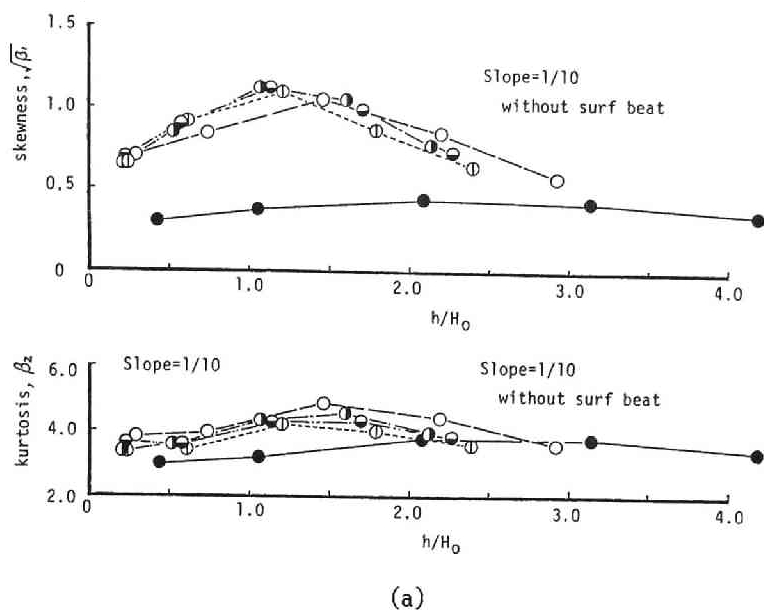 1.5
1.0
0.5
0
skewness, √β₁
Slope=1/10
without surf beat
0 1.0 2.0 3.0 4.0
h/H₀
6.0
4.0
2.0
kurtosis, β₂
Slope=1/10
Slope=1/10
without surf beat
0 1.0 2.0 3.0 4.0
h/H₀
(a)